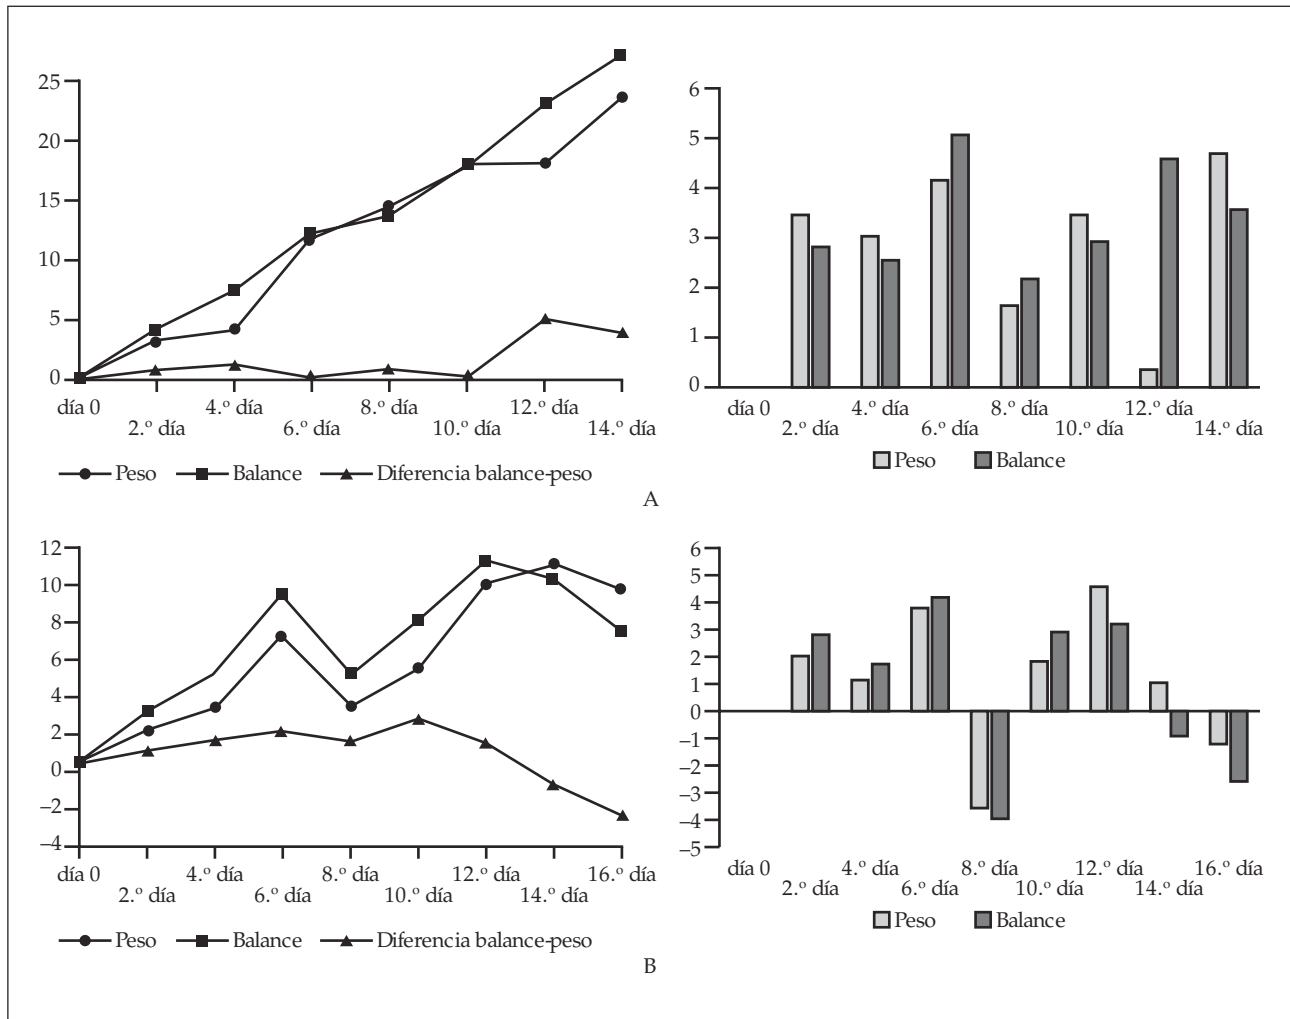 25
20
15
10
5
0
día 0
4.º día
8.º día
12.º día
2.º día
6.º día
10.º día
14.º día
Peso
Balance
Diferencia balance-peso
6
5
4
3
2
1
0
día 0
4.º día
8.º día
12.º día
2.º día
6.º día
10.º día
14.º día
Peso
Balance
A
12
10
8
6
4
2
0
–2
–4
día 0
4.º día
8.º día
12.º día
16.º día
2.º día
6.º día
10.º día
14.º día
Peso
Balance
Diferencia balance-peso
6
5
4
3
2
1
0
–1
–2
–3
–4
–5
día 0
4.º día
8.º día
12.º día
16.º día
2.º día
6.º día
10.º día
14.º día
Peso
Balance
B